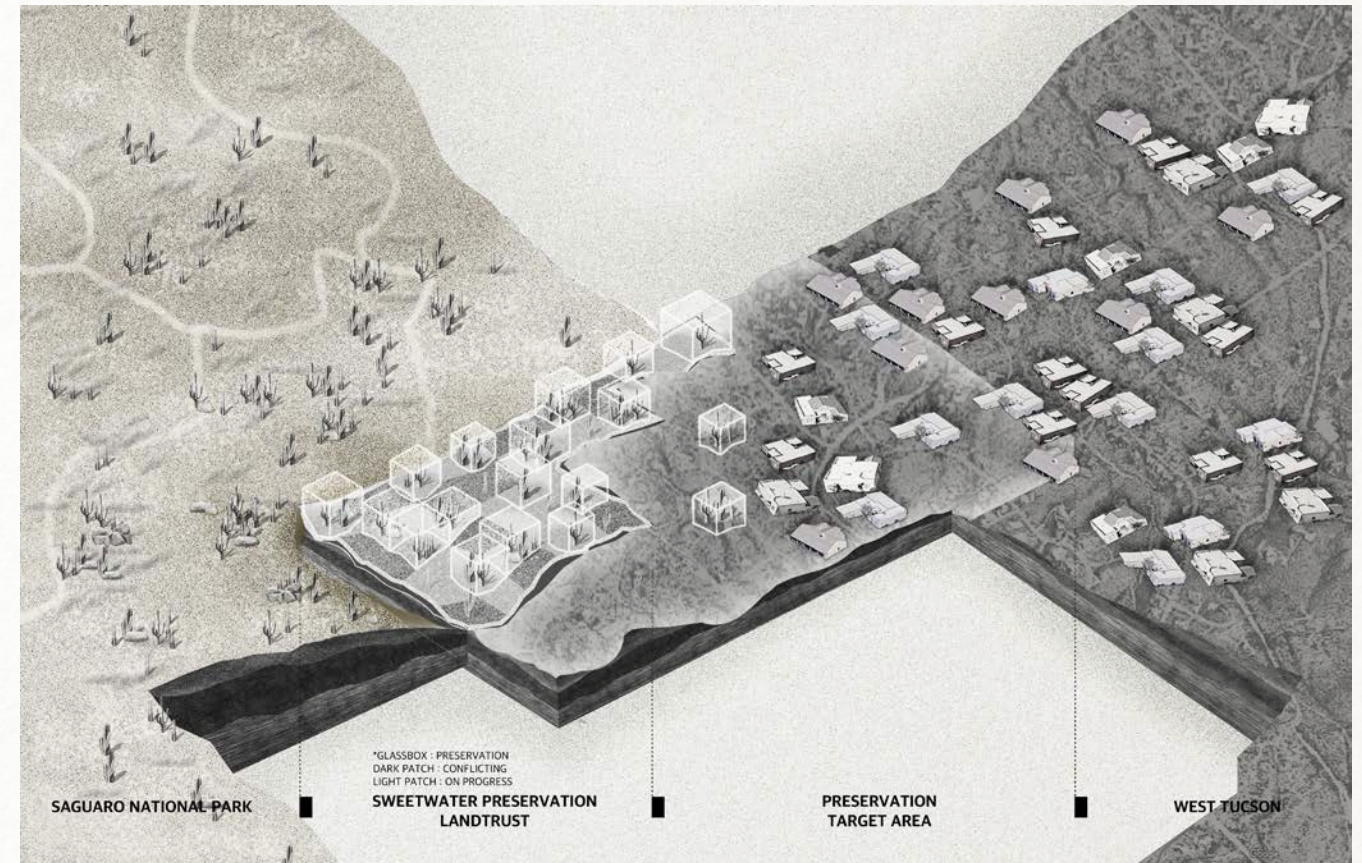 *GLASSBOX : PRESERVATION
DARK PATCH : CONFLICTING
LIGHT PATCH : ON PROGRESS
SAGUARO NATIONAL PARK
SWEETWATER PRESERVATION
LANDTRUST
PRESERVATION
TARGET AREA
WEST TUCSON